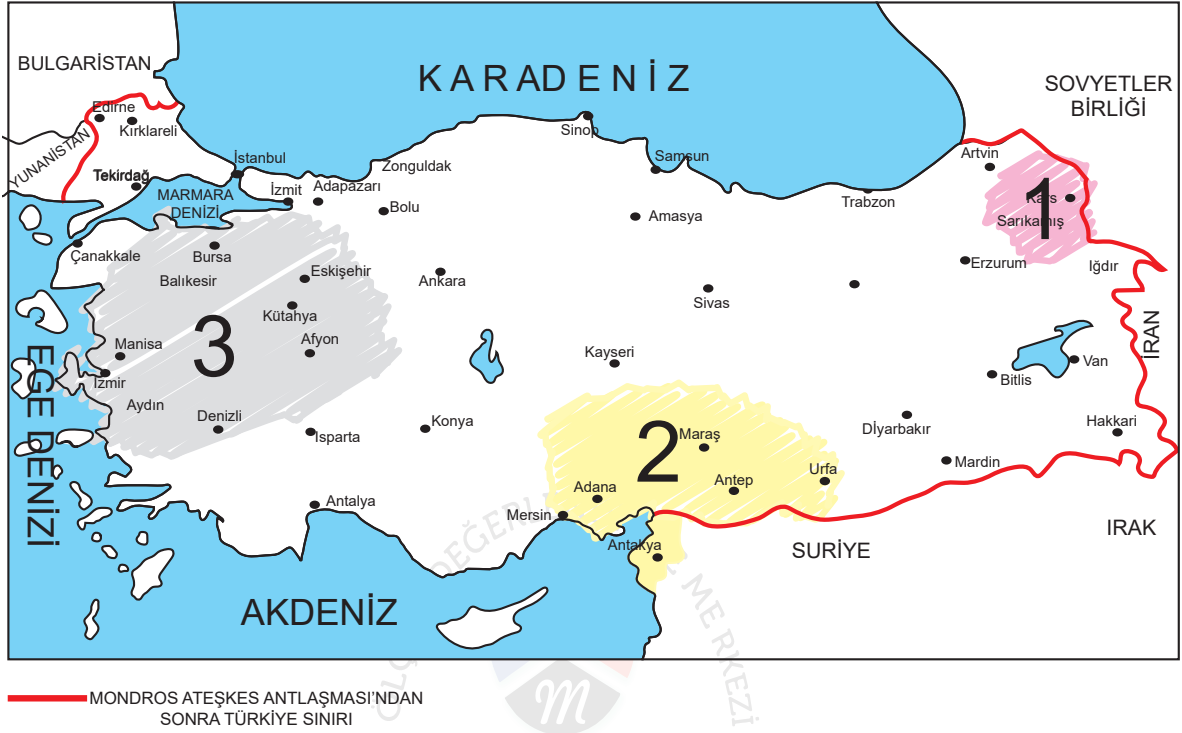 BULGARİSTAN
KARADENİZ
SOVYETLER
BİRLİĞİ
Edirne
Kırklareli
YUNANİSTAN
Tekirdağ
İstanbul
MARMARA
DENİZİ
İzmit
Adapazarı
Zonguldak
Bolu
Sinop
Samsun
Amasya
Trabzon
Artvin
1
Kars
Sarıkamış
Erzurum
Iğdır
Çanakkale
Bursa
Balıkesir
Eskişehir
Ankara
Kütahya
Sivas
3
Afyon
Manisa
İzmir
Aydın
Denizli
Isparta
Konya
Kayseri
Bitlis
Van
İRAN
Hakkari
Dİyarbakır
Mardin
2
Maraş
Adana
Antep
Urfa
Mersin
Antalya
Antakya
EGE DENİZİ
SURİYE
IRAK
AKDENİZ
MONDROS ATEŞKES ANTLAŞMASI'NDAN
SONRA TÜRKİYE SINIRI
m